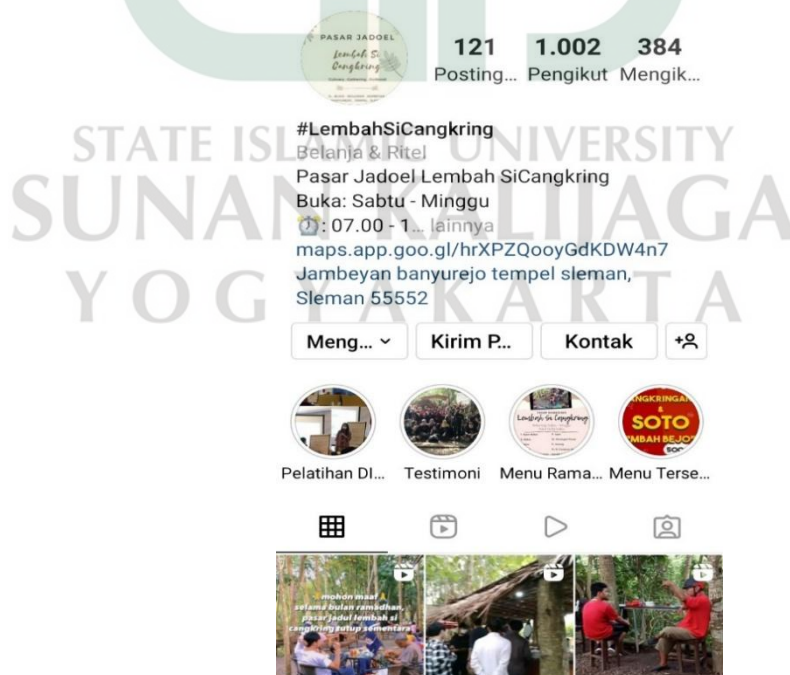 PASAR JADOEL
Lembah Si
Cangkring
121 1.002 384
Posting... Pengikut Mengik...
#LembahSiCangkring
STATE ISLAMIC UNIVERSITY
Belanja & Ritel
Pasar Jadoel Lembah SiCangkring
SUNAN KALIJAGA
Buka: Sabtu - Minggu
: 07.00 - 1... lainnya
maps.app.goo.gl/hrXPZQooyGdKDW4n7
Jambeyan banyurejo tempel sleman,
YOGYAKARTA
Sleman 55552
Meng... Kirim P... Kontak
Lembah Si Cangkring
NGKRINGAN
&
SOTO
MBAH BEJO
Pelatihan DI... Testimoni Menu Rama... Menu Terse...
mohon maaf
selama bulan ramadhan,
pasar jadul lembah si
cangkring tutup sementara